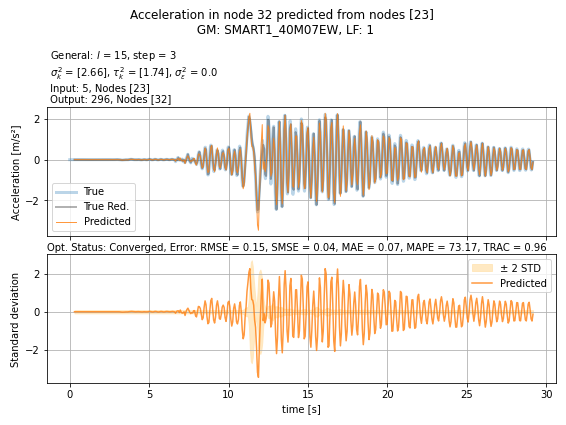 Acceleration in node 32 predicted from nodes [23]
GM: SMART1_40M07EW, LF: 1
General: l = 15, step = 3
σ²ₖ = [2.66], τ²ₖ = [1.74], σ²ε = 0.0
Input: 5, Nodes [23]
Output: 296, Nodes [32]
Acceleration [m/s²]
2
0
−2
True
True Red.
Predicted
Opt. Status: Converged, Error: RMSE = 0.15, SMSE = 0.04, MAE = 0.07, MAPE = 73.17, TRAC = 0.96
Standard deviation
2
0
−2
± 2 STD
Predicted
0 5 10 15 20 25 30
time [s]